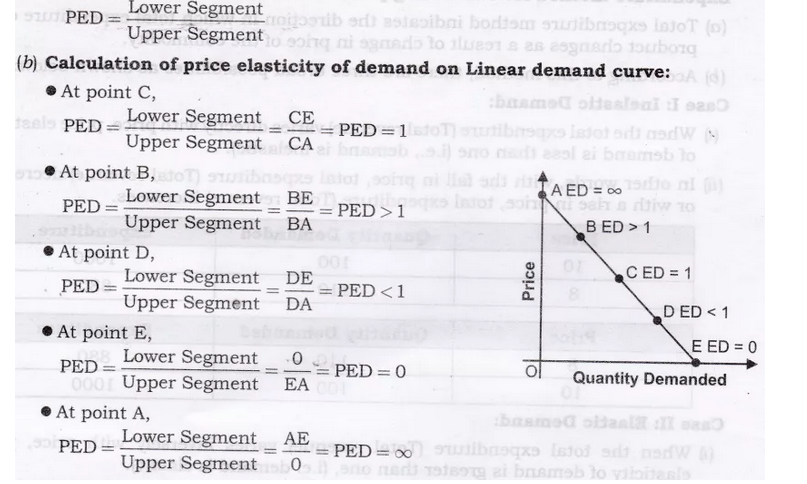 PED = Lower Segment / Upper Segment
(b) Calculation of price elasticity of demand on Linear demand curve:
● At point C,
PED = Lower Segment / Upper Segment = CE / CA = PED = 1
● At point B,
PED = Lower Segment / Upper Segment = BE / BA = PED > 1
● At point D,
PED = Lower Segment / Upper Segment = DE / DA = PED < 1
● At point E,
PED = Lower Segment / Upper Segment = 0 / EA = PED = 0
● At point A,
PED = Lower Segment / Upper Segment = AE / 0 = PED = ∞
A ED = ∞
B ED > 1
C ED = 1
D ED < 1
E ED = 0
Price
O
Quantity Demanded